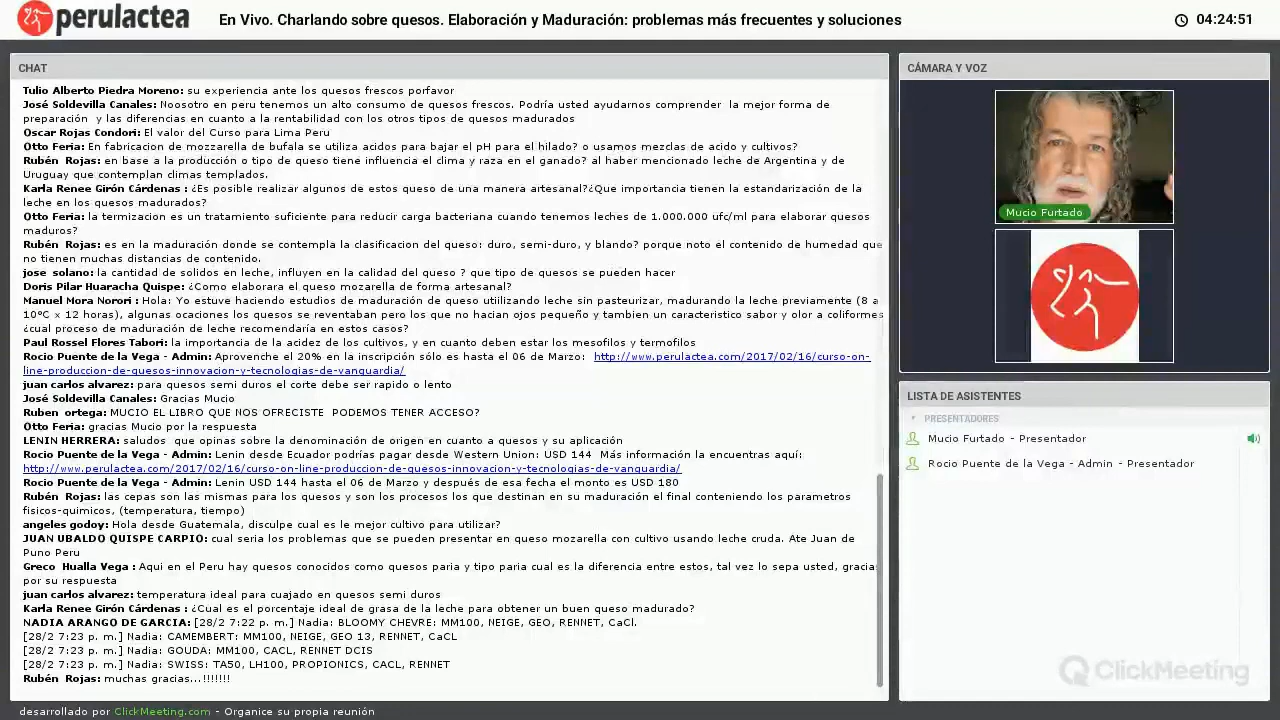 perulactea
En Vivo. Charlando sobre quesos. Elaboración y Maduración: problemas más frecuentes y soluciones
04:24:51
CHAT
Tulio Alberto Piedra Moreno: su experiencia ante los quesos frescos porfavor
José Soldevilla Canales: Noosotro en peru tenemos un alto consumo de quesos frescos. Podría usted ayudarnos comprender la mejor forma de
preparación y las diferencias en cuanto a la rentabilidad con los otros tipos de quesos madurados
Oscar Rojas Condori: El valor del Curso para Lima Peru
Otto Feria: En fabricacion de mozzarella de bufala se utiliza acidos para bajar el pH para el hilado? o usamos mezclas de acido y cultivos?
Rubén Rojas: en base a la producción o tipo de queso tiene influencia el clima y raza en el ganado? al haber mencionado leche de Argentina y de
Uruguay que contemplan climas templados.
Karla Renee Girón Cárdenas : ¿Es posible realizar algunos de estos queso de una manera artesanal?¿Que importancia tienen la estandarización de la
leche en los quesos madurados?
Otto Feria: la termizacion es un tratamiento suficiente para reducir carga bacteriana cuando tenemos leches de 1.000.000 ufc/ml para elaborar quesos
maduros?
Rubén Rojas: es en la maduración donde se contempla la clasificacion del queso: duro, semi-duro, y blando? porque noto el contenido de humedad que
no tienen muchas distancias de contenido.
jose solano: la cantidad de solidos en leche, influyen en la calidad del queso ? que tipo de quesos se pueden hacer
Doris Pilar Huaracha Quispe: ¿Como elaborara el queso mozarella de forma artesanal?
Manuel Mora Norori : Hola: Yo estuve haciendo estudios de maduración de queso utiilizando leche sin pasteurizar, madurando la leche previamente (8 a
10°C x 12 horas), algunas ocaciones los quesos se reventaban pero los que no hacian ojos pequeño y tambien un caracteristico sabor y olor a coliformes
¿cual proceso de maduración de leche recomendaría en estos casos?
Paul Rossel Flores Tabori: la importancia de la acidez de los cultivos, y en cuanto deben estar los mesofilos y termofilos
Rocio Puente de la Vega - Admin: Aprovenche el 20% en la inscripción sólo es hasta el 06 de Marzo: http://www.perulactea.com/2017/02/16/curso-on-
line-produccion-de-quesos-innovacion-y-tecnologias-de-vanguardia/
juan carlos alvarez: para quesos semi duros el corte debe ser rapido o lento
José Soldevilla Canales: Gracias Mucio
Ruben ortega: MUCIO EL LIBRO QUE NOS OFRECISTE PODEMOS TENER ACCESO?
Otto Feria: gracias Mucio por la respuesta
LENIN HERRERA: saludos que opinas sobre la denominación de origen en cuanto a quesos y su aplicación
Rocio Puente de la Vega - Admin: Lenin desde Ecuador podrías pagar desde Western Union: USD 144 Más información la encuentras aquí:
http://www.perulactea.com/2017/02/16/curso-on-line-produccion-de-quesos-innovacion-y-tecnologias-de-vanguardia/
Rocio Puente de la Vega - Admin: Lenin USD 144 hasta el 06 de Marzo y después de esa fecha el monto es USD 180
Rubén Rojas: las cepas son las mismas para los quesos y son los procesos los que destinan en su maduración el final conteniendo los parametros
fisicos-quimicos, (temperatura, tiempo)
angeles godoy: Hola desde Guatemala, disculpe cual es le mejor cultivo para utilizar?
JUAN UBALDO QUISPE CARPIO: cual seria los problemas que se pueden presentar en queso mozarella con cultivo usando leche cruda. Ate Juan de
Puno Peru
Greco Hualla Vega : Aqui en el Peru hay quesos conocidos como quesos paria y tipo paria cual es la diferencia entre estos, tal vez lo sepa usted, gracias
por su respuesta
juan carlos alvarez: temperatura ideal para cuajado en quesos semi duros
Karla Renee Girón Cárdenas : ¿Cual es el porcentaje ideal de grasa de la leche para obtener un buen queso madurado?
NADIA ARANGO DE GARCIA: [28/2 7:22 p. m.] Nadia: BLOOMY CHEVRE: MM100, NEIGE, GEO, RENNET, CaCl.
[28/2 7:23 p. m.] Nadia: CAMEMBERT: MM100, NEIGE, GEO 13, RENNET, CaCL
[28/2 7:23 p. m.] Nadia: GOUDA: MM100, CACL, RENNET DCIS
[28/2 7:23 p. m.] Nadia: SWISS: TA50, LH100, PROPIONICS, CACL, RENNET
Rubén Rojas: muchas gracias...!!!!!!!
CÁMARA Y VOZ
Mucio Furtado
LISTA DE ASISTENTES
PRESENTADORES
Mucio Furtado - Presentador
Rocio Puente de la Vega - Admin - Presentador
ClickMeeting
desarrollado por ClickMeeting.com - Organice su propia reunión